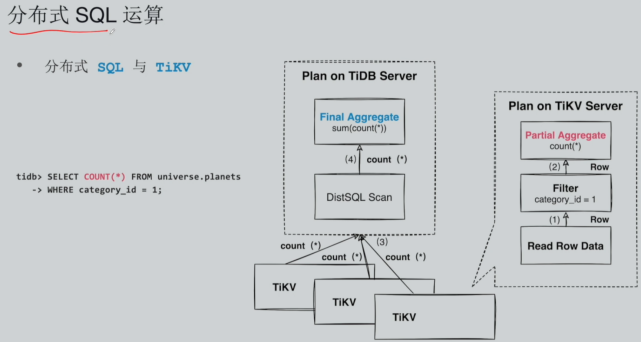 分布式 SQL 运算
• 分布式 SQL 与 TiKV
tidb> SELECT COUNT(*) FROM universe.planets
-> WHERE category_id = 1;
Plan on TiDB Server
Final Aggregate
sum(count(*))
(4) count (*)
DistSQL Scan
(3)
count (*)
count (*)
count (*)
TiKV
TiKV
TiKV
Plan on TiKV Server
Partial Aggregate
count(*)
(2) Row
Filter
category_id = 1
(1) Row
Read Row Data